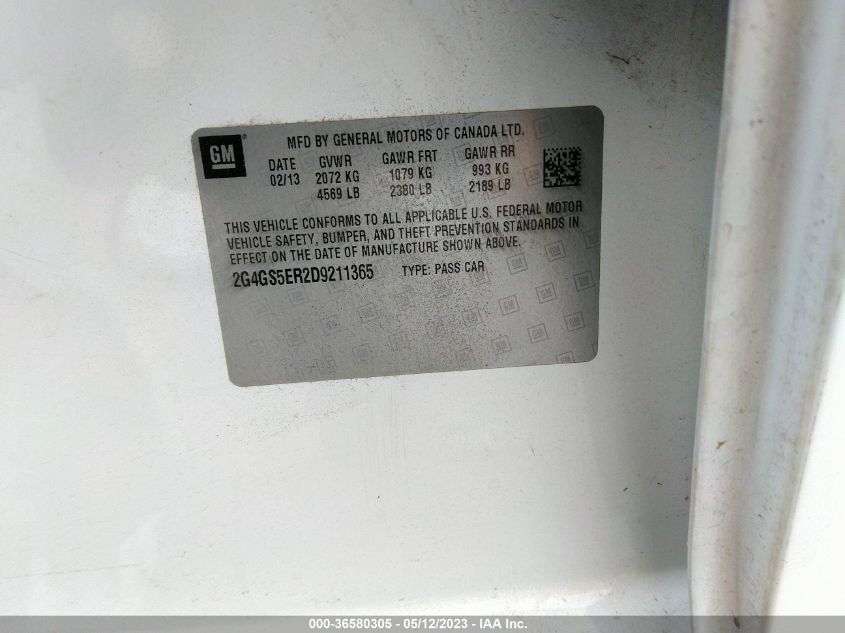 GM
MFD BY GENERAL MOTORS OF CANADA LTD.
DATE GVWR GAWR FRT GAWR RR
02/13 2072 KG 1079 KG 993 KG
4569 LB 2380 LB 2189 LB
THIS VEHICLE CONFORMS TO ALL APPLICABLE U.S. FEDERAL MOTOR
VEHICLE SAFETY, BUMPER, AND THEFT PREVENTION STANDARDS IN
EFFECT ON THE DATE OF MANUFACTURE SHOWN ABOVE.
2G4GS5ER2D9211365 TYPE: PASS CAR
000-36580305 - 05/12/2023 - IAA Inc.